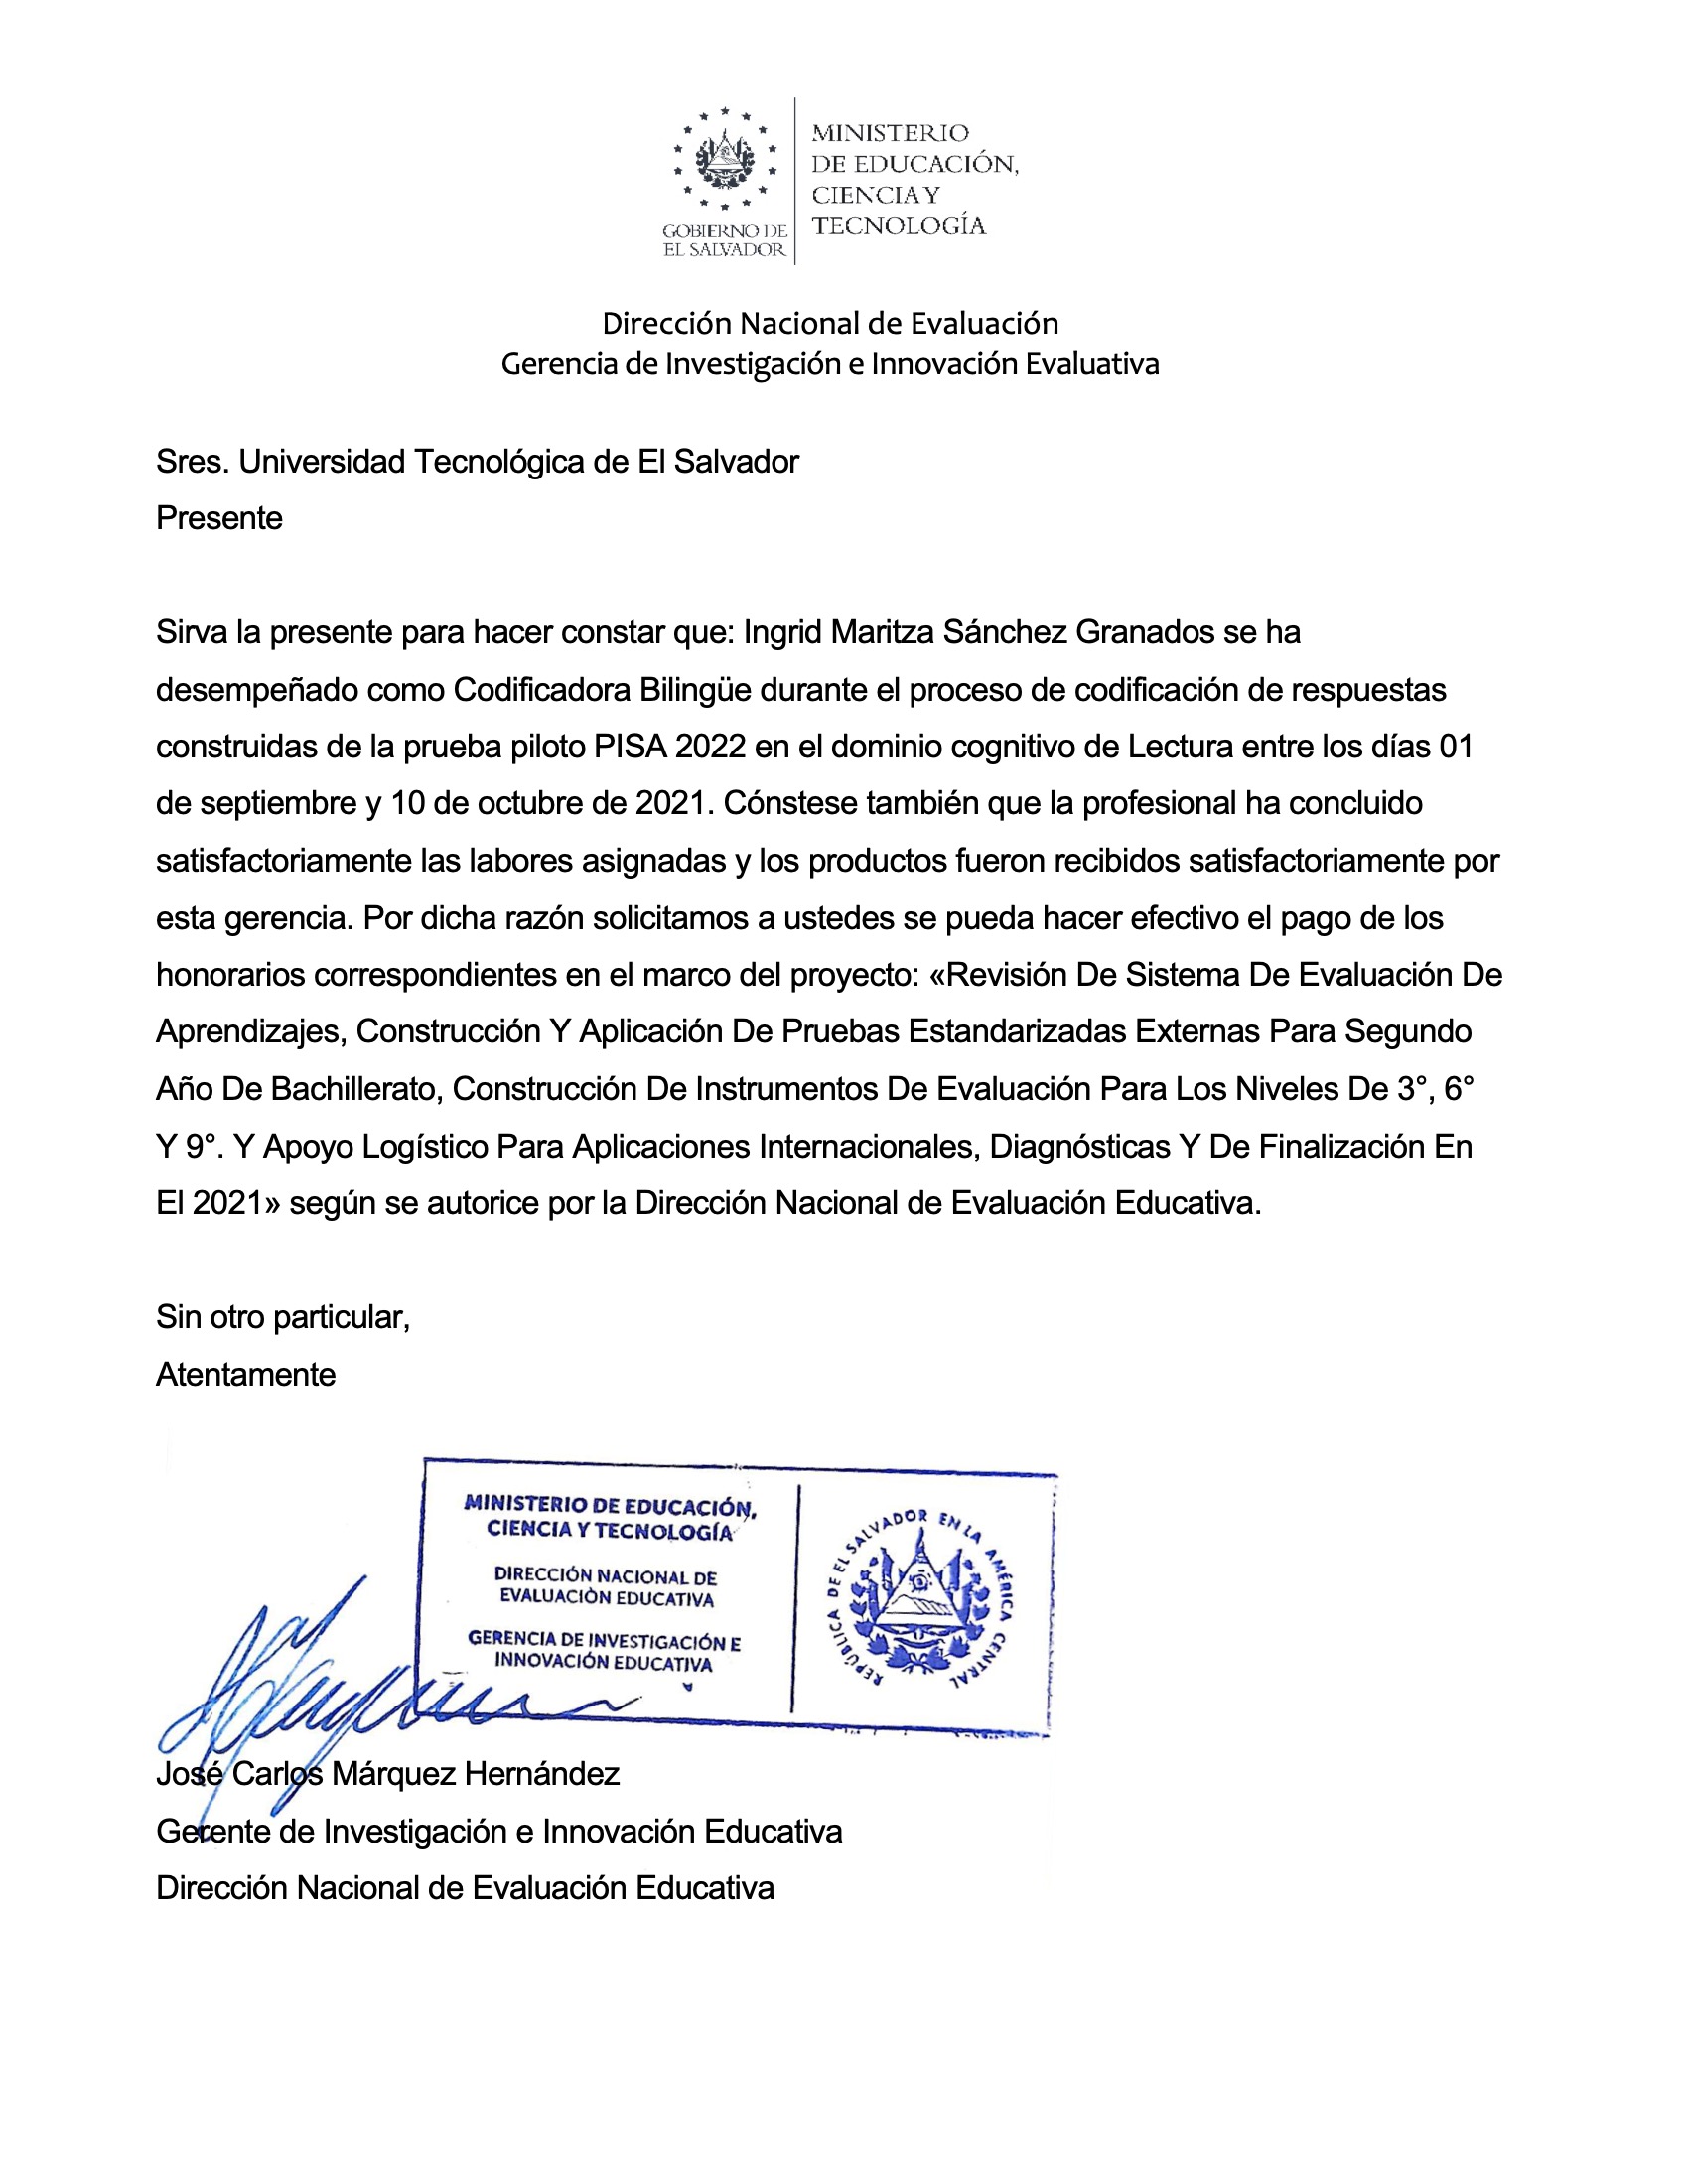 GOBIERNO DE
EL SALVADOR
MINISTERIO
DE EDUCACIÓN,
CIENCIA Y
TECNOLOGÍA
Dirección Nacional de Evaluación
Gerencia de Investigación e Innovación Evaluativa
Sres. Universidad Tecnológica de El Salvador
Presente
Sirva la presente para hacer constar que: Ingrid Maritza Sánchez Granados se ha
desempeñado como Codificadora Bilingüe durante el proceso de codificación de respuestas
construidas de la prueba piloto PISA 2022 en el dominio cognitivo de Lectura entre los días 01
de septiembre y 10 de octubre de 2021. Cónstese también que la profesional ha concluido
satisfactoriamente las labores asignadas y los productos fueron recibidos satisfactoriamente por
esta gerencia. Por dicha razón solicitamos a ustedes se pueda hacer efectivo el pago de los
honorarios correspondientes en el marco del proyecto: «Revisión De Sistema De Evaluación De
Aprendizajes, Construcción Y Aplicación De Pruebas Estandarizadas Externas Para Segundo
Año De Bachillerato, Construcción De Instrumentos De Evaluación Para Los Niveles De 3°, 6°
Y 9°. Y Apoyo Logístico Para Aplicaciones Internacionales, Diagnósticas Y De Finalización En
El 2021» según se autorice por la Dirección Nacional de Evaluación Educativa.
Sin otro particular,
Atentamente
MINISTERIO DE EDUCACIÓN,
CIENCIA Y TECNOLOGÍA
DIRECCIÓN NACIONAL DE
EVALUACIÒN EDUCATIVA
GERENCIA DE INVESTIGACIÓN E
INNOVACIÓN EDUCATIVA
REPÚBLICA DE EL SALVADOR EN LA AMÉRICA CENTRAL
José Carlos Márquez Hernández
Gerente de Investigación e Innovación Educativa
Dirección Nacional de Evaluación Educativa